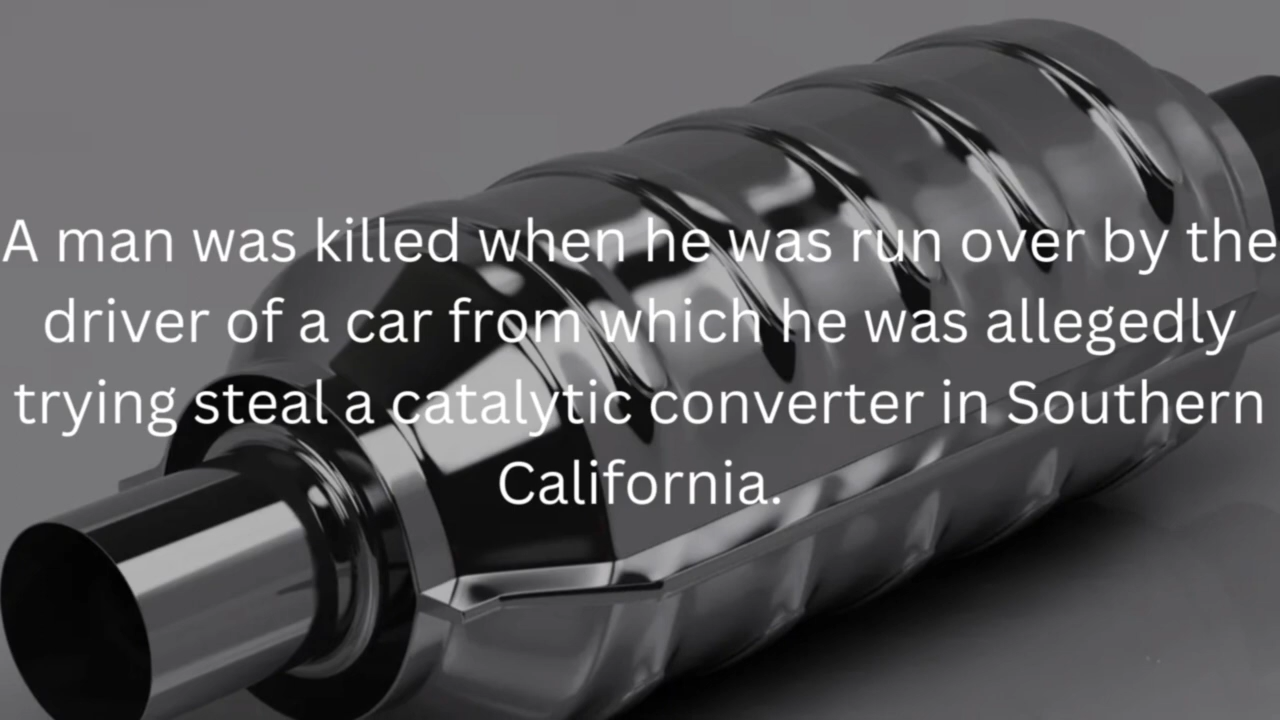 A man was killed when he was run over by the
driver of a car from which he was allegedly
trying steal a catalytic converter in Southern
California.